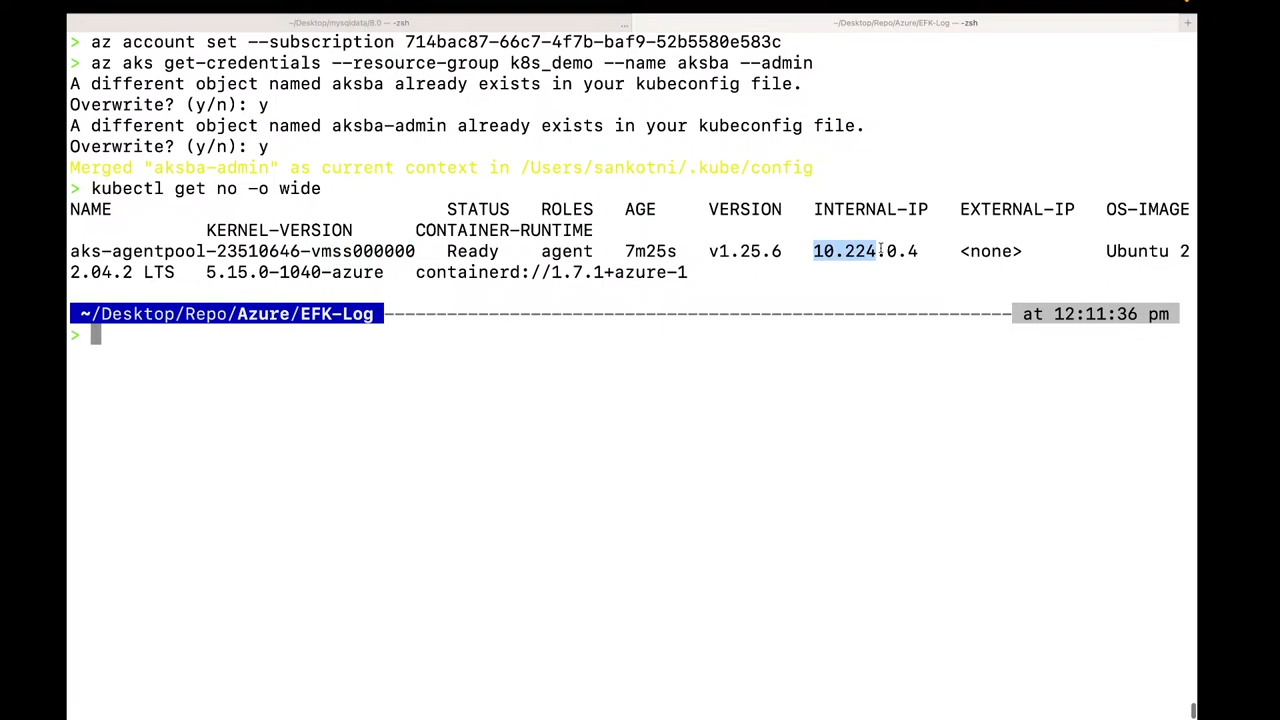 ~/Desktop/mysqldata/8.0 — -zsh
...
~/Desktop/Repo/Azure/EFK-Log — -zsh
+
> az account set --subscription 714bac87-66c7-4f7b-baf9-52b5580e583c
> az aks get-credentials --resource-group k8s_demo --name aksba --admin
A different object named aksba already exists in your kubeconfig file.
Overwrite? (y/n): y
A different object named aksba-admin already exists in your kubeconfig file.
Overwrite? (y/n): y
Merged "aksba-admin" as current context in /Users/sankotni/.kube/config
> kubectl get no -o wide
NAME                                STATUS   ROLES   AGE     VERSION   INTERNAL-IP   EXTERNAL-IP   OS-IMAGE
             KERNEL-VERSION      CONTAINER-RUNTIME
aks-agentpool-23510646-vmss000000   Ready    agent   7m25s   v1.25.6   10.224.0.4    <none>        Ubuntu 2
2.04.2 LTS   5.15.0-1040-azure   containerd://1.7.1+azure-1
~/Desktop/Repo/Azure/EFK-Log ------------------------------------------------------------ at 12:11:36 pm
>